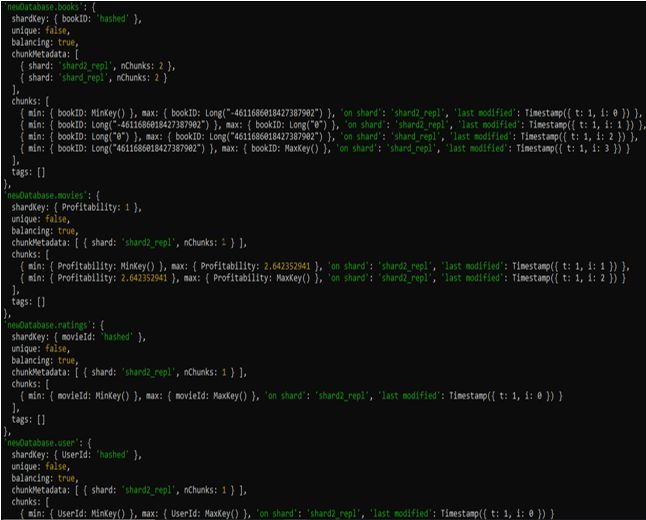 'newDatabase.books': {
shardKey: { bookID: 'hashed' },
unique: false,
balancing: true,
chunkMetadata: [
{ shard: 'shard2_repl', nChunks: 2 },
{ shard: 'shard_repl', nChunks: 2 }
],
chunks: [
{ min: { bookID: MinKey() }, max: { bookID: Long("-4611686018427387902") }, 'on shard': 'shard2_repl', 'last modified': Timestamp({ t: 1, i: 0 }) },
{ min: { bookID: Long("-4611686018427387902") }, max: { bookID: Long("0") }, 'on shard': 'shard2_repl', 'last modified': Timestamp({ t: 1, i: 1 }) },
{ min: { bookID: Long("0") }, max: { bookID: Long("4611686018427387902") }, 'on shard': 'shard_repl', 'last modified': Timestamp({ t: 1, i: 2 }) },
{ min: { bookID: Long("4611686018427387902") }, max: { bookID: MaxKey() }, 'on shard': 'shard_repl', 'last modified': Timestamp({ t: 1, i: 3 }) }
],
tags: []
},
'newDatabase.movies': {
shardKey: { Profitability: 1 },
unique: false,
balancing: true,
chunkMetadata: [ { shard: 'shard2_repl', nChunks: 1 } ],
chunks: [
{ min: { Profitability: MinKey() }, max: { Profitability: 2.642352941 }, 'on shard': 'shard2_repl', 'last modified': Timestamp({ t: 1, i: 1 }) },
{ min: { Profitability: 2.642352941 }, max: { Profitability: MaxKey() }, 'on shard': 'shard2_repl', 'last modified': Timestamp({ t: 1, i: 2 }) }
],
tags: []
},
'newDatabase.ratings': {
shardKey: { movieId: 'hashed' },
unique: false,
balancing: true,
chunkMetadata: [ { shard: 'shard2_repl', nChunks: 1 } ],
chunks: [
{ min: { movieId: MinKey() }, max: { movieId: MaxKey() }, 'on shard': 'shard2_repl', 'last modified': Timestamp({ t: 1, i: 0 }) }
],
tags: []
},
'newDatabase.user': {
shardKey: { UserId: 'hashed' },
unique: false,
balancing: true,
chunkMetadata: [ { shard: 'shard2_repl', nChunks: 1 } ],
chunks: [
{ min: { UserId: MinKey() }, max: { UserId: MaxKey() }, 'on shard': 'shard2_repl', 'last modified': Timestamp({ t: 1, i: 0 }) }